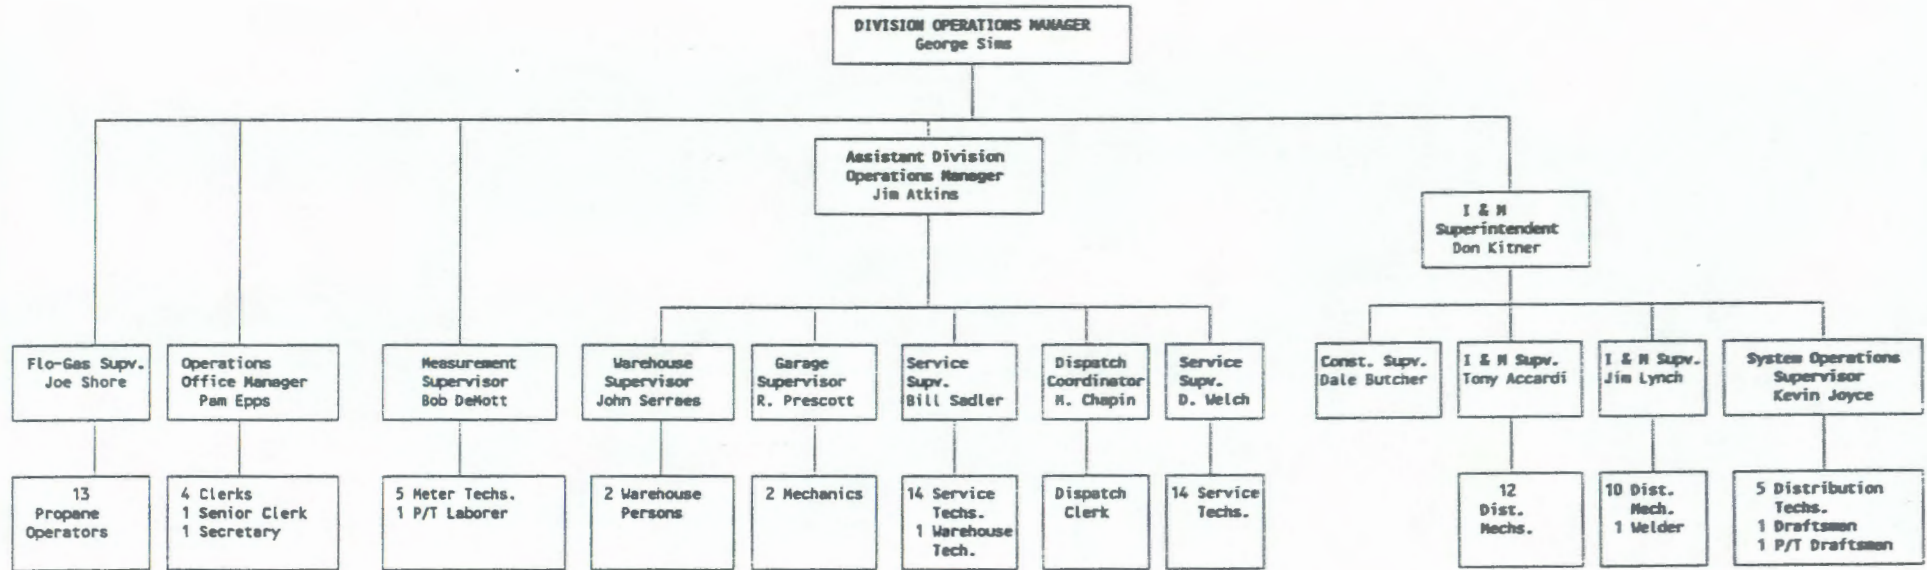 DIVISION OPERATIONS MANAGER
George Sims
Assistant Division
Operations Manager
Jim Atkins
I & M
Superintendent
Don Kitner
Flo-Gas Supv.
Joe Shore
Operations
Office Manager
Pam Epps
Measurement
Supervisor
Bob DeMott
Warehouse
Supervisor
John Serraes
Garage
Supervisor
R. Prescott
Service
Supv.
Bill Sadler
Dispatch
Coordinator
M. Chapin
Service
Supv.
D. Welch
Const. Supv.
Dale Butcher
I & M Supv.
Tony Accardi
I & M Supv.
Jim Lynch
System Operations
Supervisor
Kevin Joyce
13
Propane
Operators
4 Clerks
1 Senior Clerk
1 Secretary
5 Meter Techs.
1 P/T Laborer
2 Warehouse
Persons
2 Mechanics
14 Service
Techs.
1 Warehouse
Tech.
Dispatch
Clerk
14 Service
Techs.
12
Dist.
Mechs.
10 Dist.
Mech.
1 Welder
5 Distribution
Techs.
1 Draftsman
1 P/T Draftsman